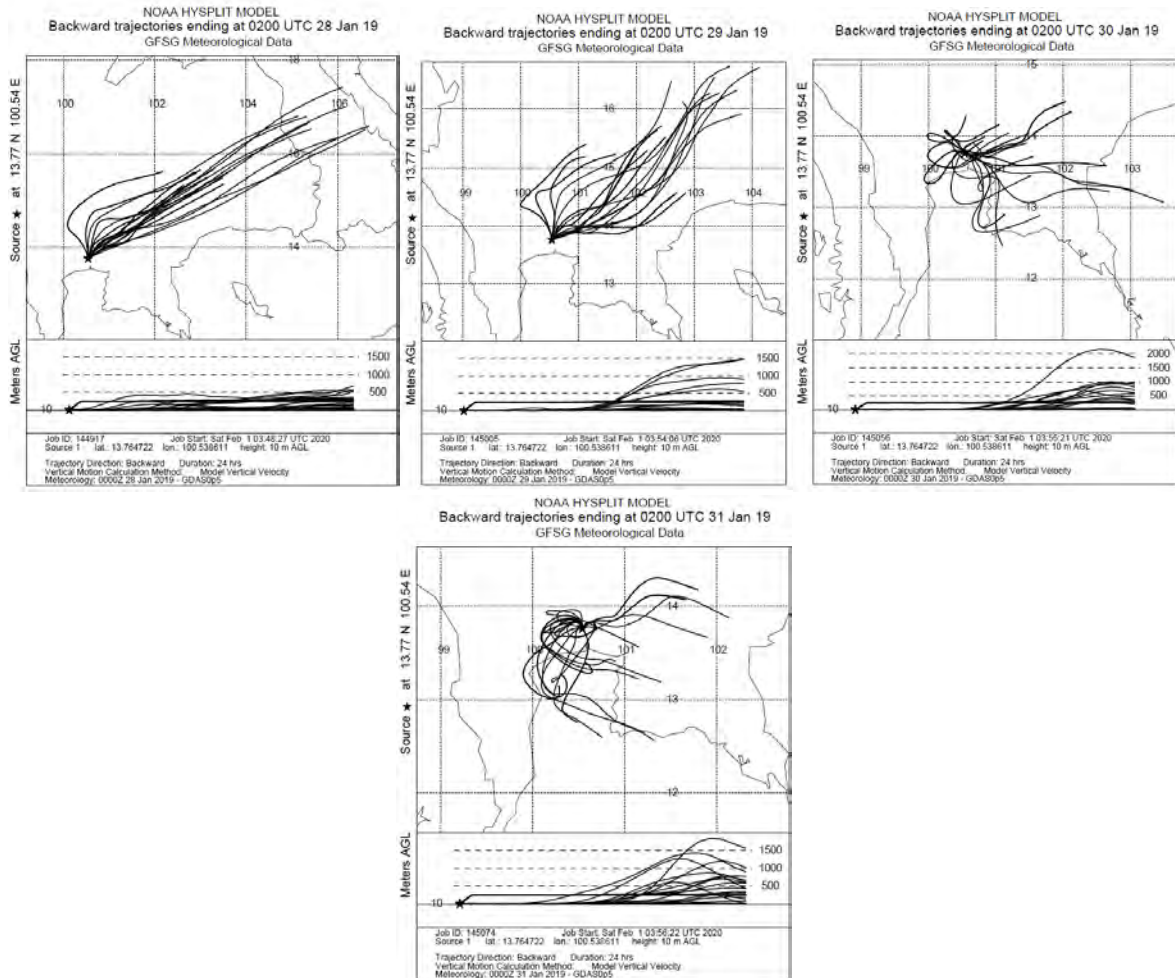 NOAA HYSPLIT MODEL
Backward trajectories ending at 0200 UTC 28 Jan 19
GFSG Meteorological Data
Source ★ at 13.77 N 100.54 E
18
100 102 104 106
16
14
Meters AGL
1500
1000
500
10
Job ID: 144917 Job Start: Sat Feb 1 03:48:27 UTC 2020
Source 1 lat.: 13.764722 lon.: 100.538611 height: 10 m AGL
Trajectory Direction: Backward Duration: 24 hrs
Vertical Motion Calculation Method: Model Vertical Velocity
Meteorology: 0000Z 28 Jan 2019 - GDAS0p5
NOAA HYSPLIT MODEL
Backward trajectories ending at 0200 UTC 29 Jan 19
GFSG Meteorological Data
Source ★ at 13.77 N 100.54 E
16
15
99 100 101 102 103 104
14
13
Meters AGL
1500
1000
500
10
Job ID: 145005 Job Start: Sat Feb 1 03:54:06 UTC 2020
Source 1 lat.: 13.764722 lon.: 100.538611 height: 10 m AGL
Trajectory Direction: Backward Duration: 24 hrs
Vertical Motion Calculation Method: Model Vertical Velocity
Meteorology: 0000Z 29 Jan 2019 - GDAS0p5
NOAA HYSPLIT MODEL
Backward trajectories ending at 0200 UTC 30 Jan 19
GFSG Meteorological Data
Source ★ at 13.77 N 100.54 E
15
99 100 101 102 103
13
12
Meters AGL
2000
1500
1000
500
10
Job ID: 145056 Job Start: Sat Feb 1 03:55:21 UTC 2020
Source 1 lat.: 13.764722 lon.: 100.538611 height: 10 m AGL
Trajectory Direction: Backward Duration: 24 hrs
Vertical Motion Calculation Method: Model Vertical Velocity
Meteorology: 0000Z 30 Jan 2019 - GDAS0p5
NOAA HYSPLIT MODEL
Backward trajectories ending at 0200 UTC 31 Jan 19
GFSG Meteorological Data
Source ★ at 13.77 N 100.54 E
14
99 100 101 102
13
12
Meters AGL
1500
1000
500
10
Job ID: 145074 Job Start: Sat Feb 1 03:56:22 UTC 2020
Source 1 lat.: 13.764722 lon.: 100.538611 height: 10 m AGL
Trajectory Direction: Backward Duration: 24 hrs
Vertical Motion Calculation Method: Model Vertical Velocity
Meteorology: 0000Z 31 Jan 2019 - GDAS0p5